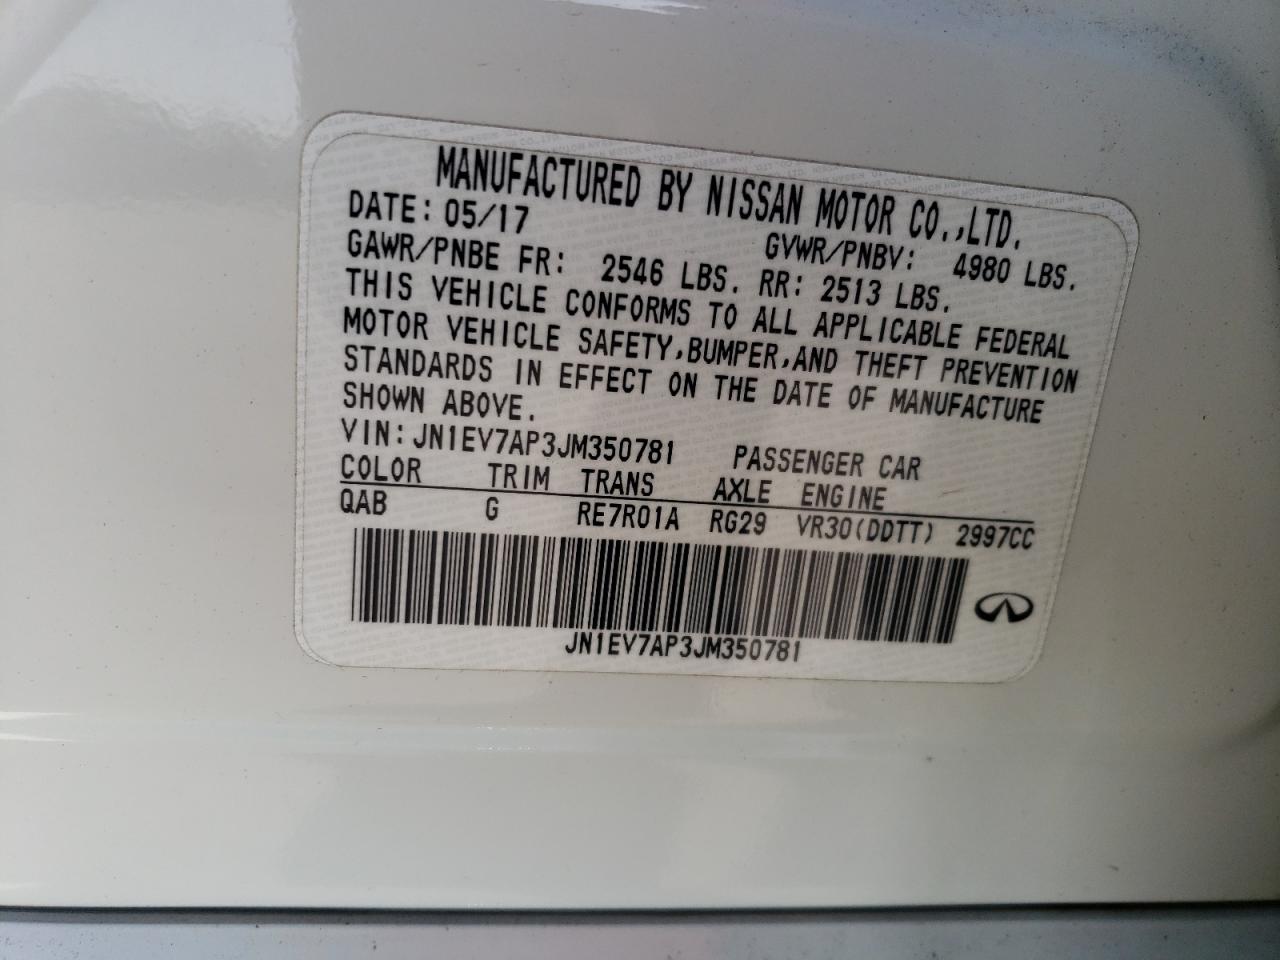 MANUFACTURED BY NISSAN MOTOR CO.,LTD.
DATE: 05/17 GVWR/PNBV: 4980 LBS.
GAWR/PNBE FR: 2546 LBS. RR: 2513 LBS.
THIS VEHICLE CONFORMS TO ALL APPLICABLE FEDERAL
MOTOR VEHICLE SAFETY,BUMPER,AND THEFT PREVENTION
STANDARDS IN EFFECT ON THE DATE OF MANUFACTURE
SHOWN ABOVE.
VIN: JN1EV7AP3JM350781 PASSENGER CAR
COLOR TRIM TRANS AXLE ENGINE
QAB G RE7R01A RG29 VR30(DDTT) 2997CC
JN1EV7AP3JM350781